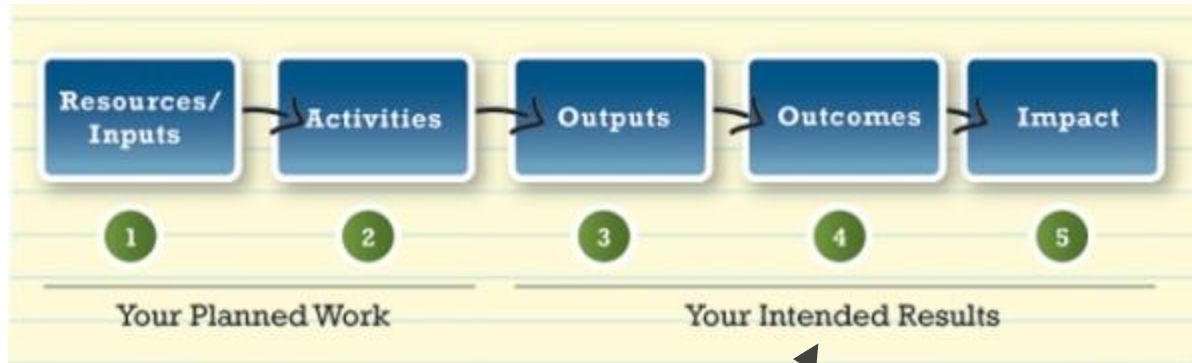 Resources/
Inputs
Activities
Outputs
Outcomes
Impact
1
2
3
4
5
Your Planned Work
Your Intended Results